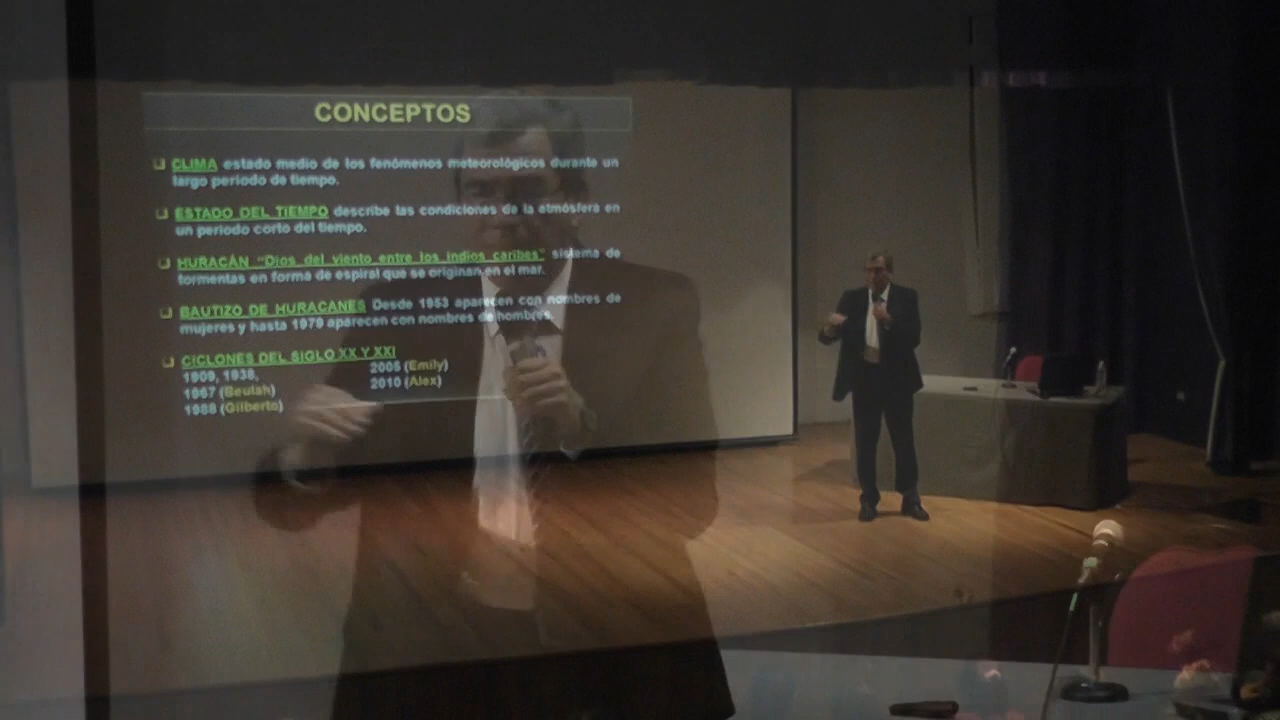 CONCEPTOS
CLIMA estado medio de los fenómenos meteorológicos durante un
largo periodo de tiempo.
ESTADO DEL TIEMPO describe las condiciones de la atmósfera en
un periodo corto del tiempo.
HURACÁN "Dios del viento entre los indios caribes" sistema de
tormentas en forma de espiral que se originan en el mar.
BAUTIZO DE HURACANES Desde 1953 aparecen con nombres de
mujeres y hasta 1979 aparecen con nombres de hombres.
CICLONES DEL SIGLO XX Y XXI
1909, 1938,
1967 (Beulah)
1988 (Gilberto)
2005 (Emily)
2010 (Alex)